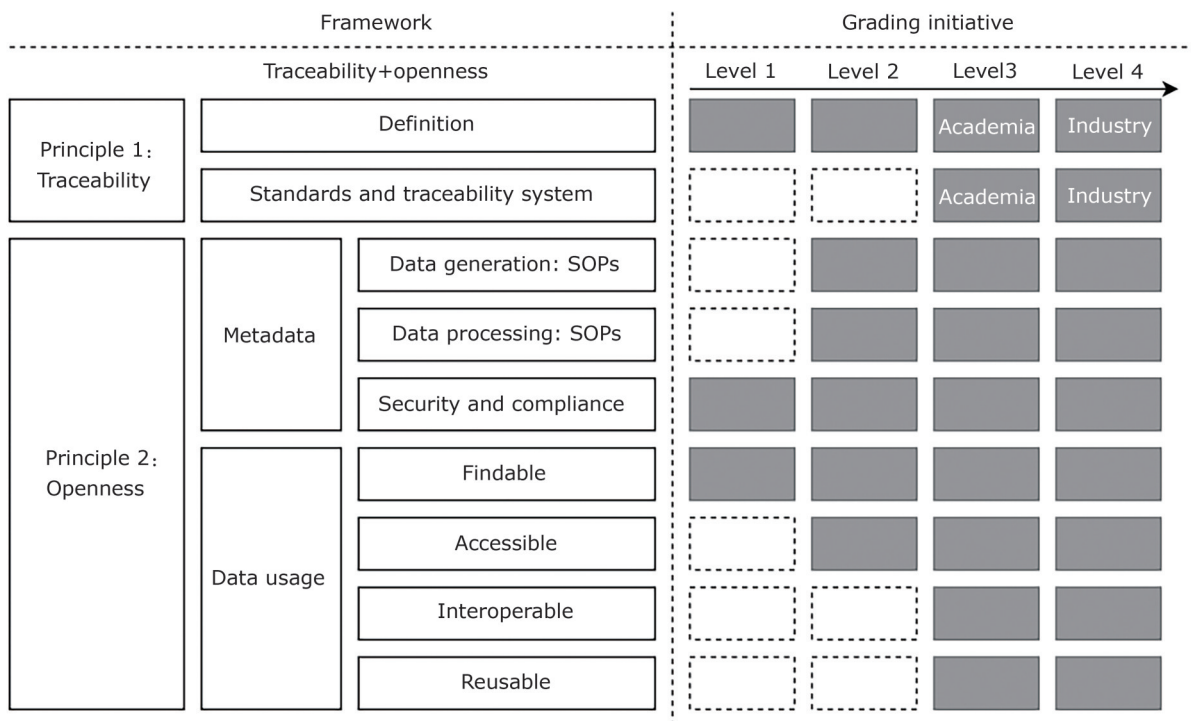 Framework
Grading initiative
Traceability+openness
Level 1
Level 2
Level3
Level 4
Principle 1:
Traceability
Definition
Academia
Industry
Standards and traceability system
Academia
Industry
Principle 2:
Openness
Metadata
Data generation: SOPs
Data processing: SOPs
Security and compliance
Data usage
Findable
Accessible
Interoperable
Reusable